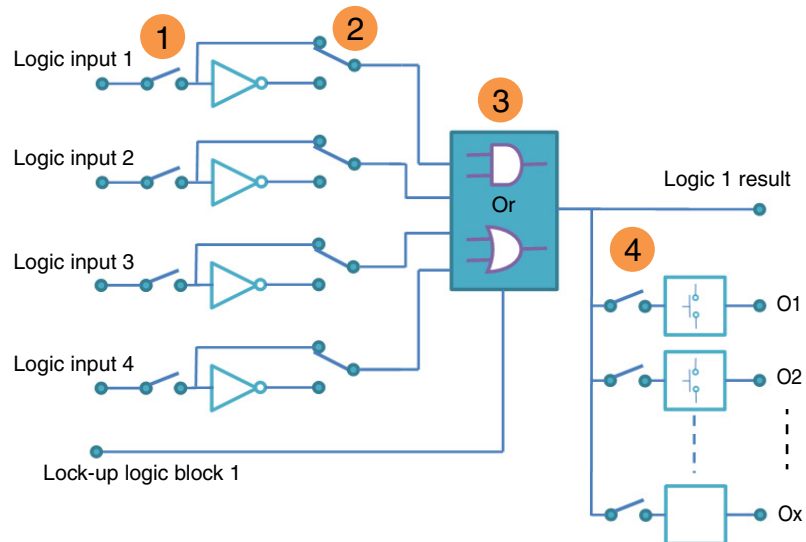 1
2
Logic input 1
3
Logic input 2
Or
Logic 1 result
Logic input 3
4
O1
Logic input 4
O2
Lock-up logic block 1
Ox